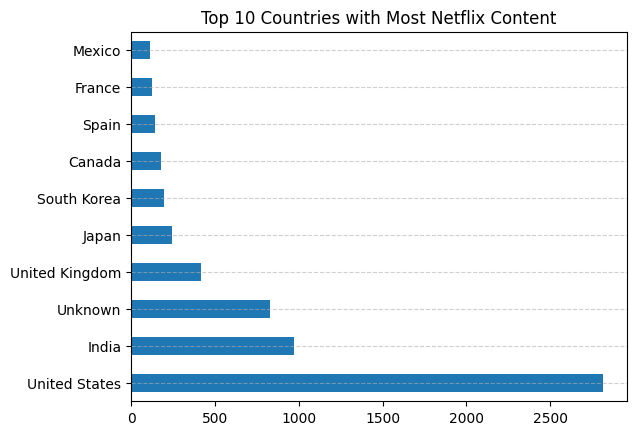 Top 10 Countries with Most Netflix Content
Mexico
France
Spain
Canada
South Korea
Japan
United Kingdom
Unknown
India
United States
0 500 1000 1500 2000 2500